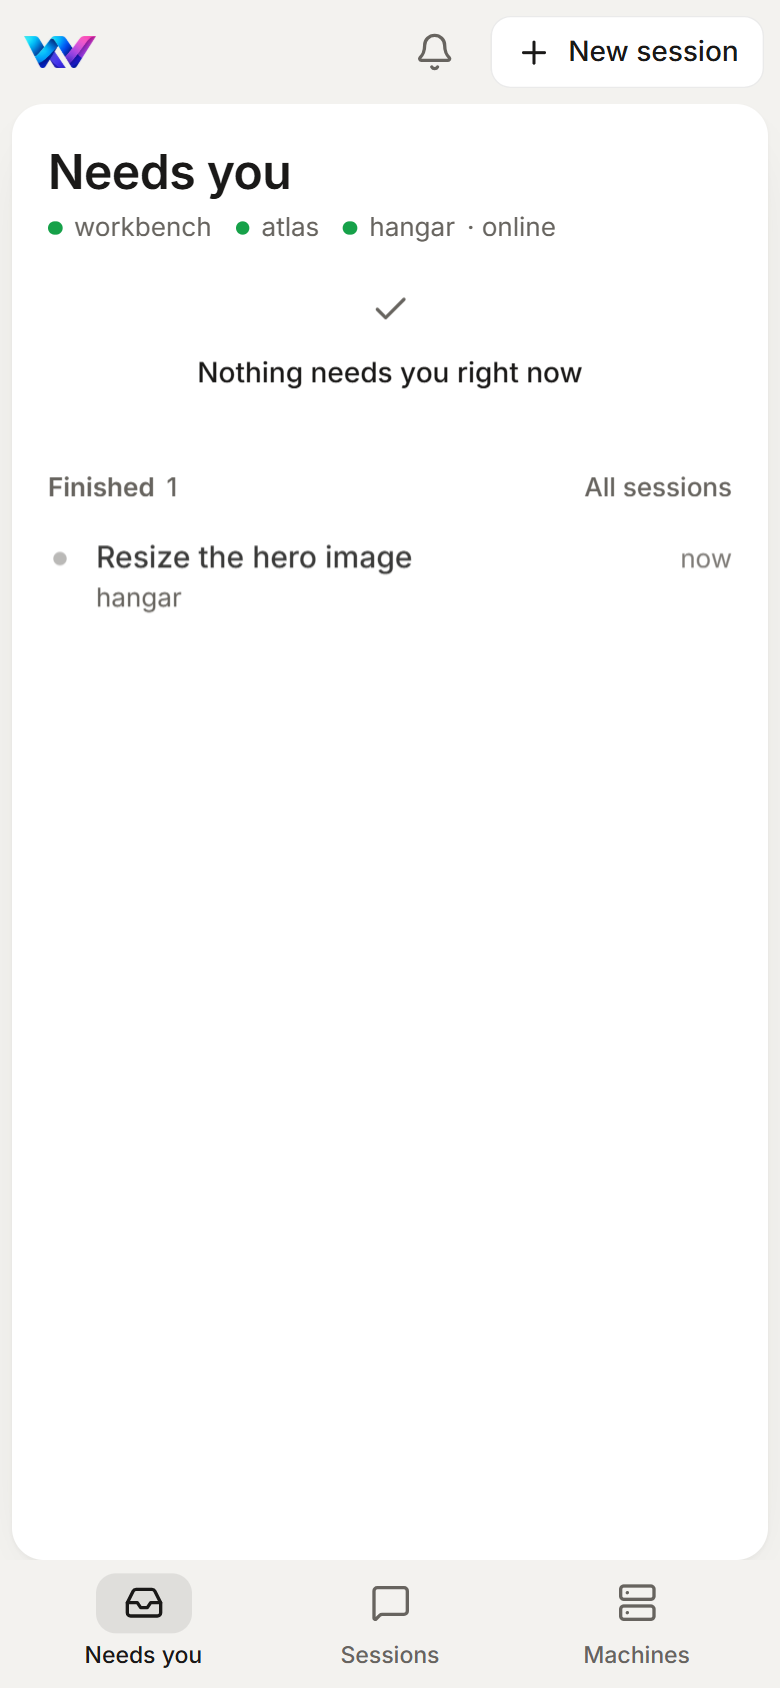 New session
Needs you
workbench atlas hangar · online
Nothing needs you right now
Finished 1 All sessions
Resize the hero image now
hangar
Needs you Sessions Machines